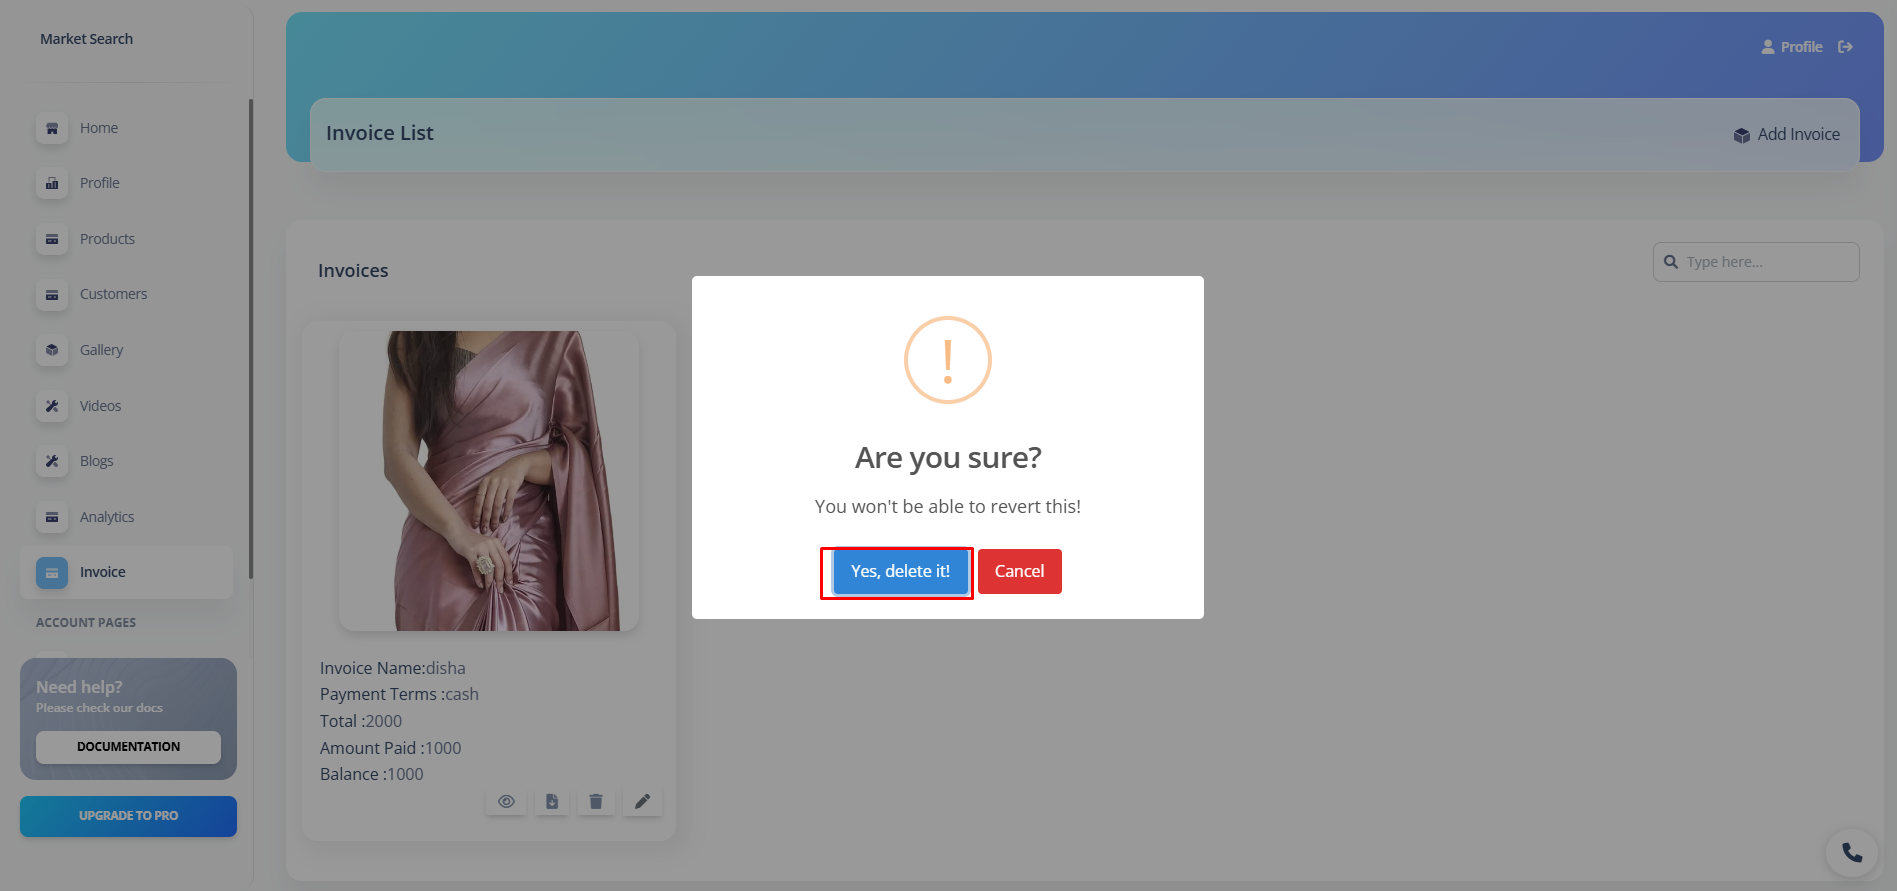 Market Search
Home
Profile
Products
Customers
Gallery
Videos
Blogs
Analytics
Invoice
ACCOUNT PAGES
Need help?
Please check our docs
DOCUMENTATION
UPGRADE TO PRO
Profile
Invoice List
Add Invoice
Invoices
Type here...
Invoice Name:disha
Payment Terms :cash
Total :2000
Amount Paid :1000
Balance :1000
!
Are you sure?
You won't be able to revert this!
Yes, delete it!
Cancel